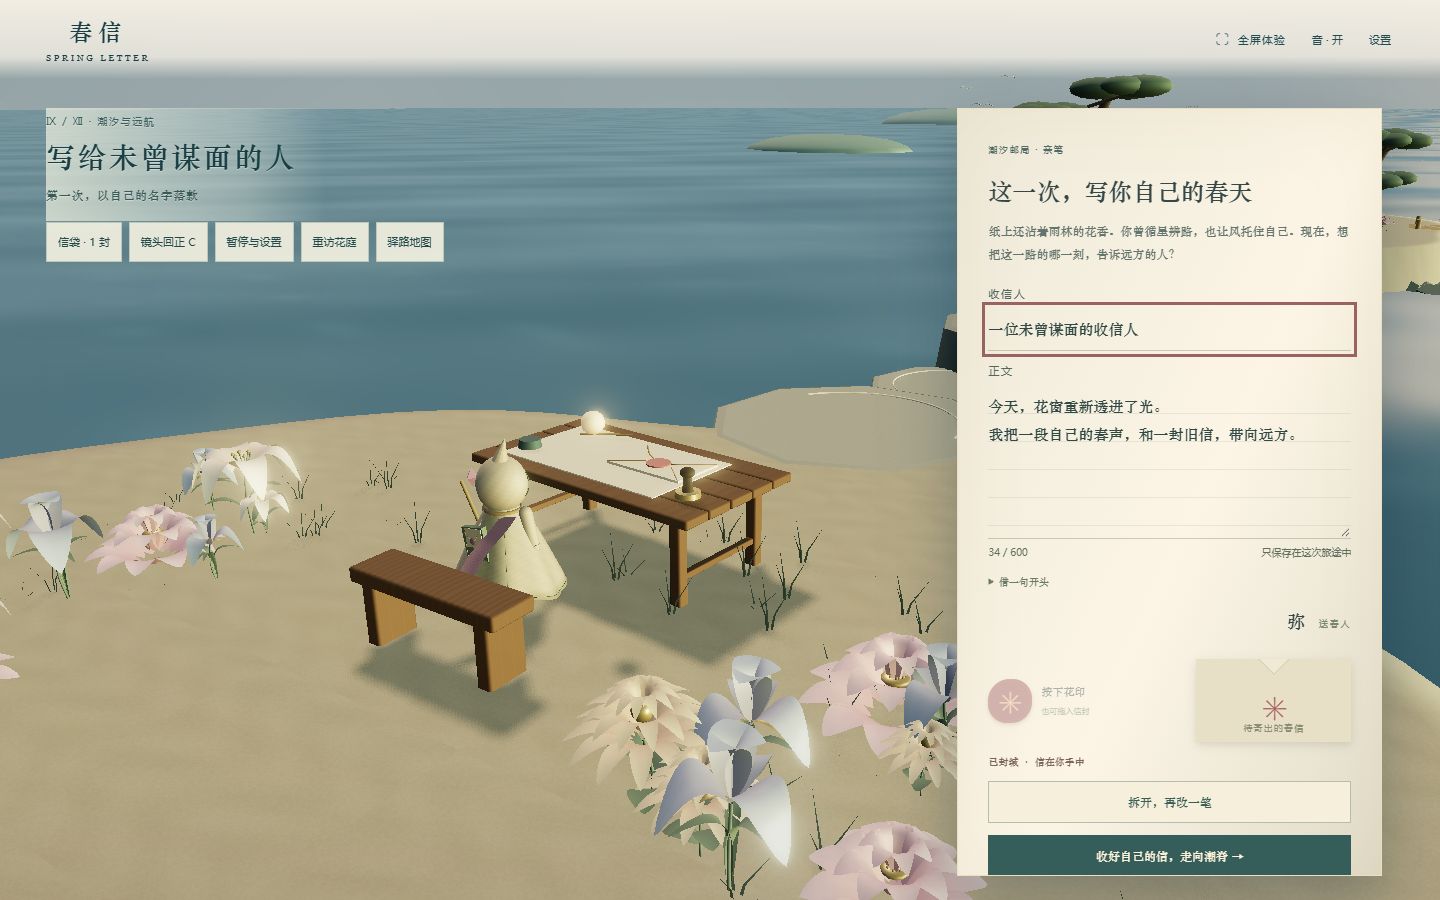 春信
SPRING LETTER
全屏体验
音 · 开
设置
Ⅸ / Ⅻ · 潮汐与远航
写给未曾谋面的人
第一次，以自己的名字落款
信袋 · 1 封
镜头回正 C
暂停与设置
重访花庭
驿路地图
潮汐邮局 · 亲笔
这一次，写你自己的春天
纸上还沾着雨林的花香。你曾循星辨路，也让风托住自己。现在，想
把这一路的哪一刻，告诉远方的人？
收信人
一位未曾谋面的收信人
正文
今天，花窗重新透进了光。
我把一段自己的春声，和一封旧信，带向远方。
34 / 600
只保存在这次旅途中
借一句开头
弥 送春人
按下花印
也可拖入信封
待寄出的春信
已封缄 · 信在你手中
拆开，再改一笔
收好自己的信，走向潮脊 →